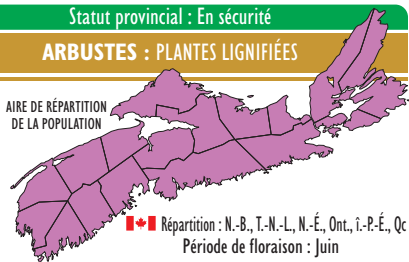 Statut provincial : En sécurité
ARBUSTES : PLANTES LIGNIFIÉES
AIRE DE RÉPARTITION
DE LA POPULATION
Répartition : N.-B., T.-N.-L., N.-É., Ont., î.-P.-É., Qc
Période de floraison : Juin